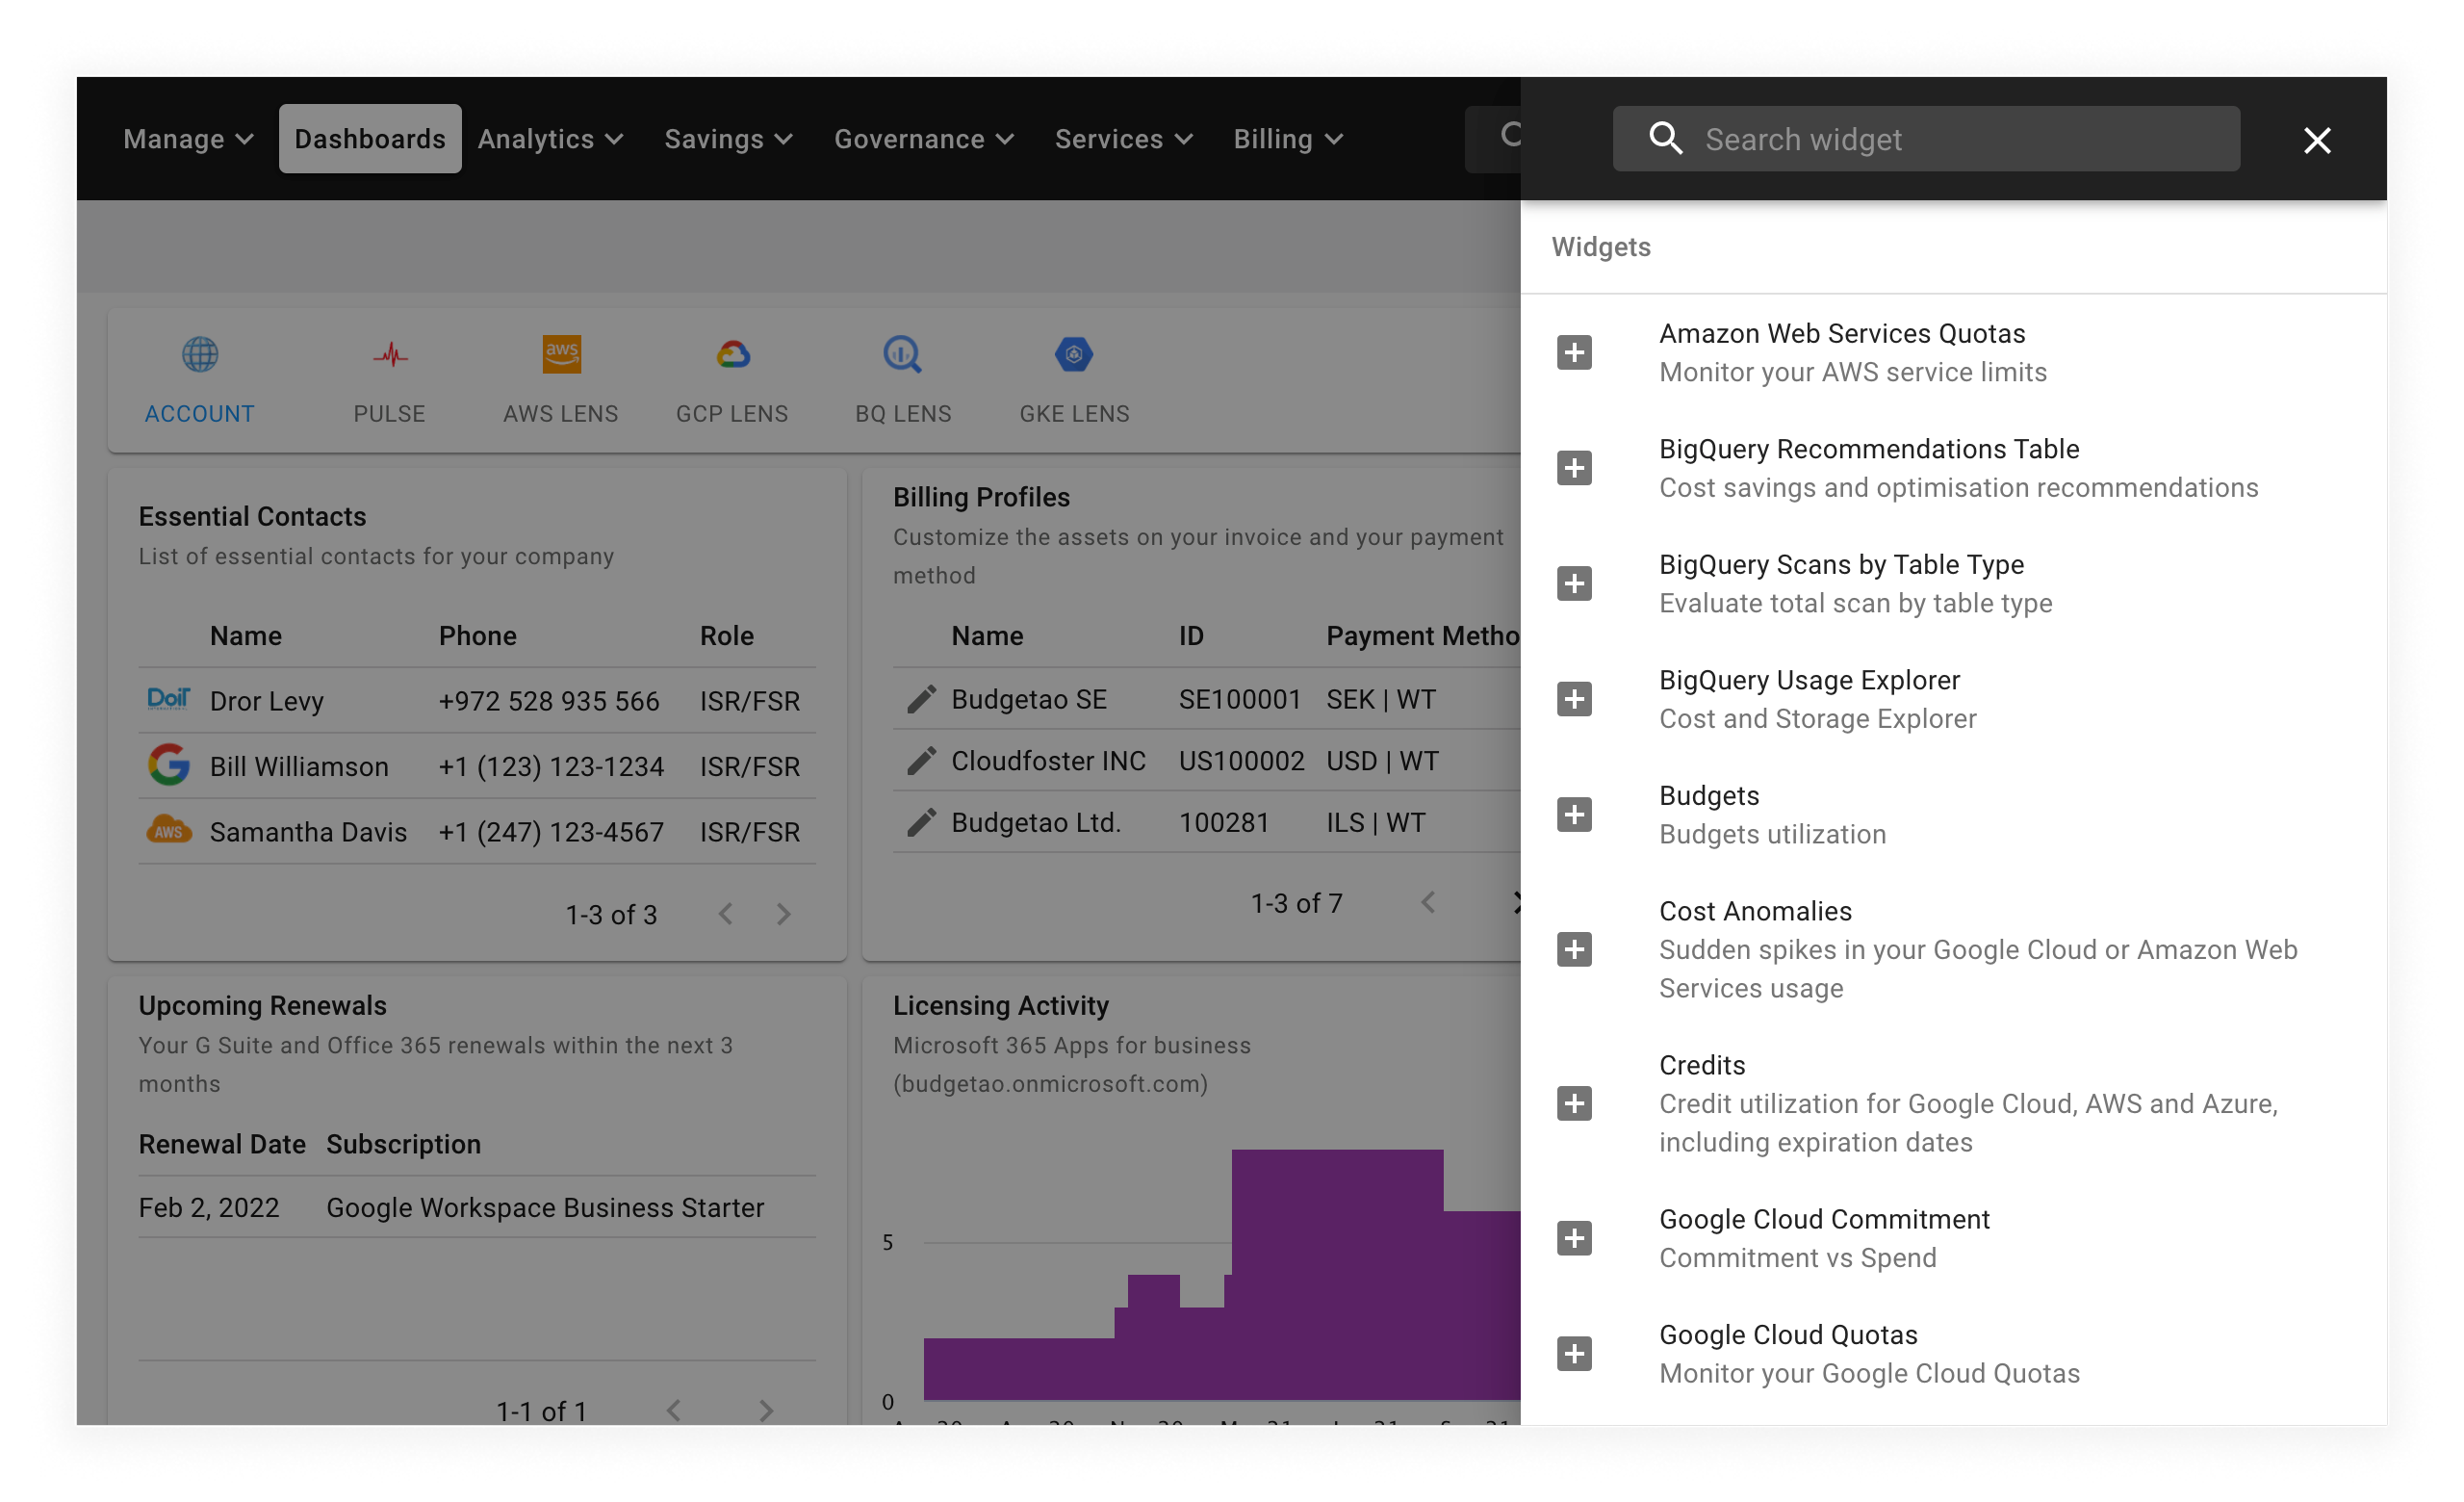 Manage Dashboards Analytics Savings Governance Services Billing
Search widget
Widgets
ACCOUNT PULSE AWS LENS GCP LENS BQ LENS GKE LENS
aws
Essential Contacts
List of essential contacts for your company
Name Phone Role
DoiT Dror Levy +972 528 935 566 ISR/FSR
Bill Williamson +1 (123) 123-1234 ISR/FSR
AWS Samantha Davis +1 (247) 123-4567 ISR/FSR
1-3 of 3
Billing Profiles
Customize the assets on your invoice and your payment
method
Name ID Payment Metho
Budgetao SE SE100001 SEK | WT
Cloudfoster INC US100002 USD | WT
Budgetao Ltd. 100281 ILS | WT
1-3 of 7
Upcoming Renewals
Your G Suite and Office 365 renewals within the next 3
months
Renewal Date Subscription
Feb 2, 2022 Google Workspace Business Starter
1-1 of 1
Licensing Activity
Microsoft 365 Apps for business
(budgetao.onmicrosoft.com)
5
0
Amazon Web Services Quotas
Monitor your AWS service limits
BigQuery Recommendations Table
Cost savings and optimisation recommendations
BigQuery Scans by Table Type
Evaluate total scan by table type
BigQuery Usage Explorer
Cost and Storage Explorer
Budgets
Budgets utilization
Cost Anomalies
Sudden spikes in your Google Cloud or Amazon Web
Services usage
Credits
Credit utilization for Google Cloud, AWS and Azure,
including expiration dates
Google Cloud Commitment
Commitment vs Spend
Google Cloud Quotas
Monitor your Google Cloud Quotas